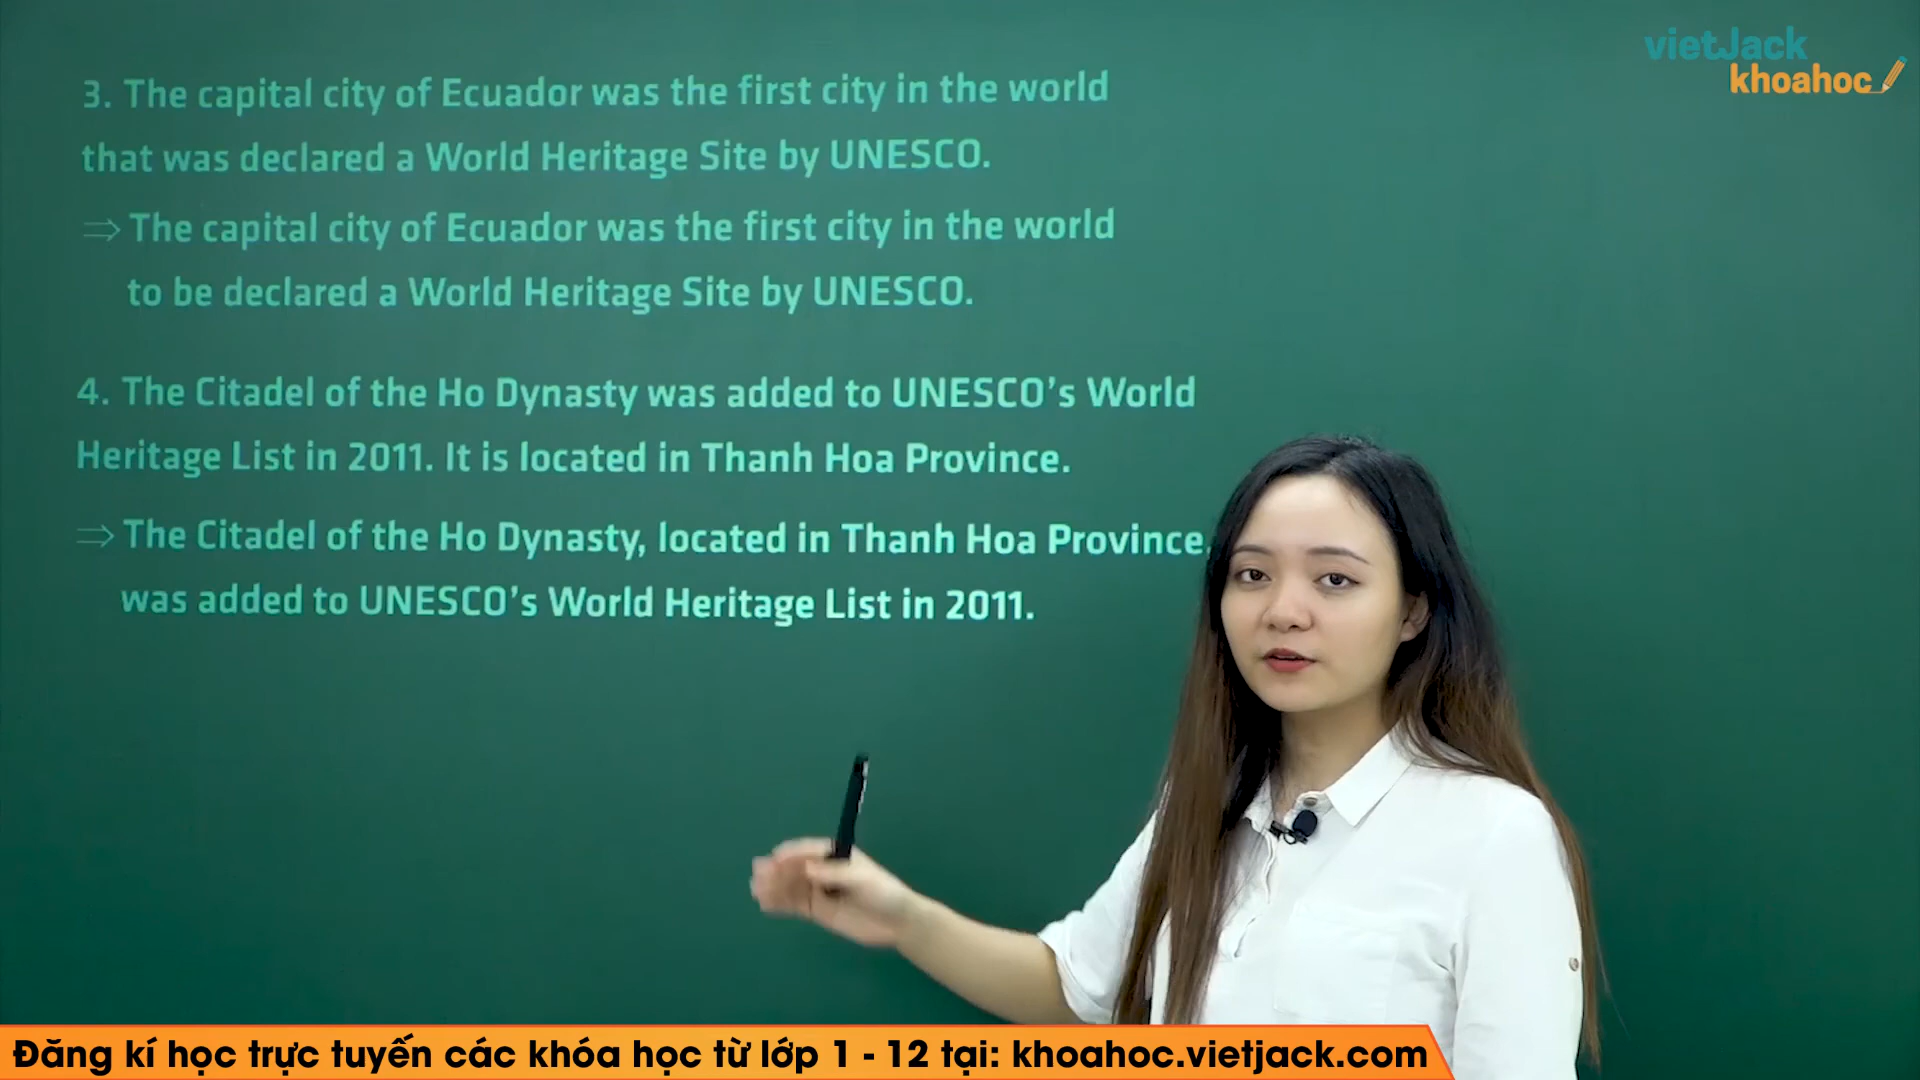 vietJack
khoahoc
3. The capital city of Ecuador was the first city in the world
that was declared a World Heritage Site by UNESCO.
⇒ The capital city of Ecuador was the first city in the world
to be declared a World Heritage Site by UNESCO.
4. The Citadel of the Ho Dynasty was added to UNESCO's World
Heritage List in 2011. It is located in Thanh Hoa Province.
⇒ The Citadel of the Ho Dynasty, located in Thanh Hoa Province,
was added to UNESCO's World Heritage List in 2011.
Đăng kí học trực tuyến các khóa học từ lớp 1 - 12 tại: khoahoc.vietjack.com